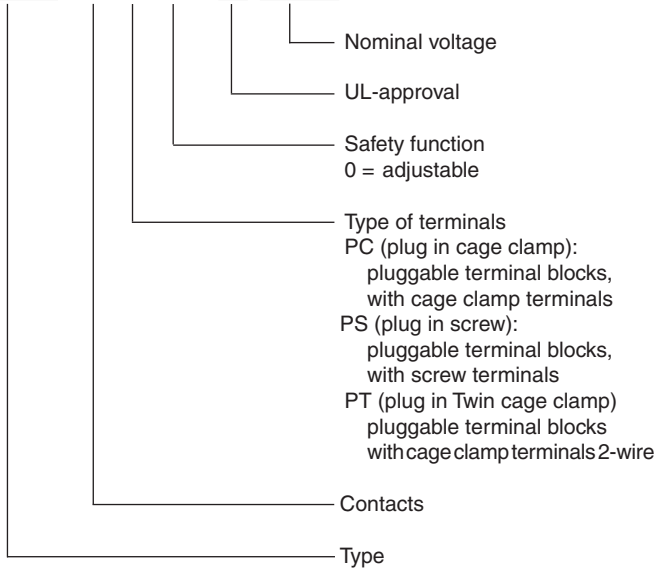 Nominal voltage
UL-approval
Safety function
0 = adjustable
Type of terminals
PC (plug in cage clamp):
pluggable terminal blocks,
with cage clamp terminals
PS (plug in screw):
pluggable terminal blocks,
with screw terminals
PT (plug in Twin cage clamp)
pluggable terminal blocks
with cage clamp terminals 2-wire
Contacts
Type